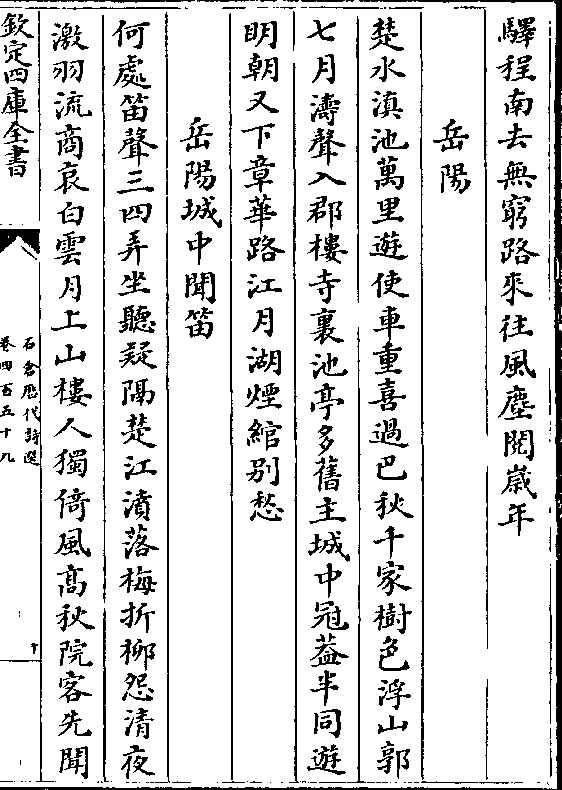 驛程南去無窮路來往風塵閱嵗年
岳陽
楚水滇池萬里遊使車重喜過巴秋千家樹色浮山郭
七月濤聲入郡樓寺裏池亭多舊主城中冠葢半同遊
明朝又下章華路江月湖煙綰别愁
岳陽城中聞笛
何處笛聲三四弄坐聽疑隔楚江濆落梅折柳怨清夜
激羽流商哀白雲月上山樓人獨倚風髙秋院客先聞
欽定四庫全書
石倉歴代詩選
卷四百五十九
十